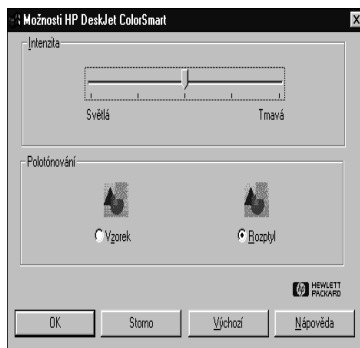 Možnosti HP DeskJet ColorSmart
Intenzita
Světlá Tmavá
Polotónování
Vzorek Rozptyl
HEWLETT
PACKARD
OK Storno Výchozí Nápověda